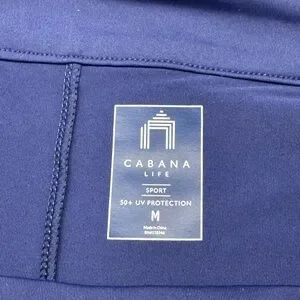 CABANA
LIFE
SPORT
50+ UV PROTECTION
M
Made in China